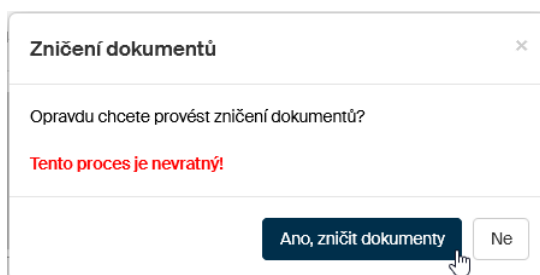 Zničení dokumentů
×
Opravdu chcete provést zničení dokumentů?
Tento proces je nevratný!
Ano, zničit dokumenty
Ne